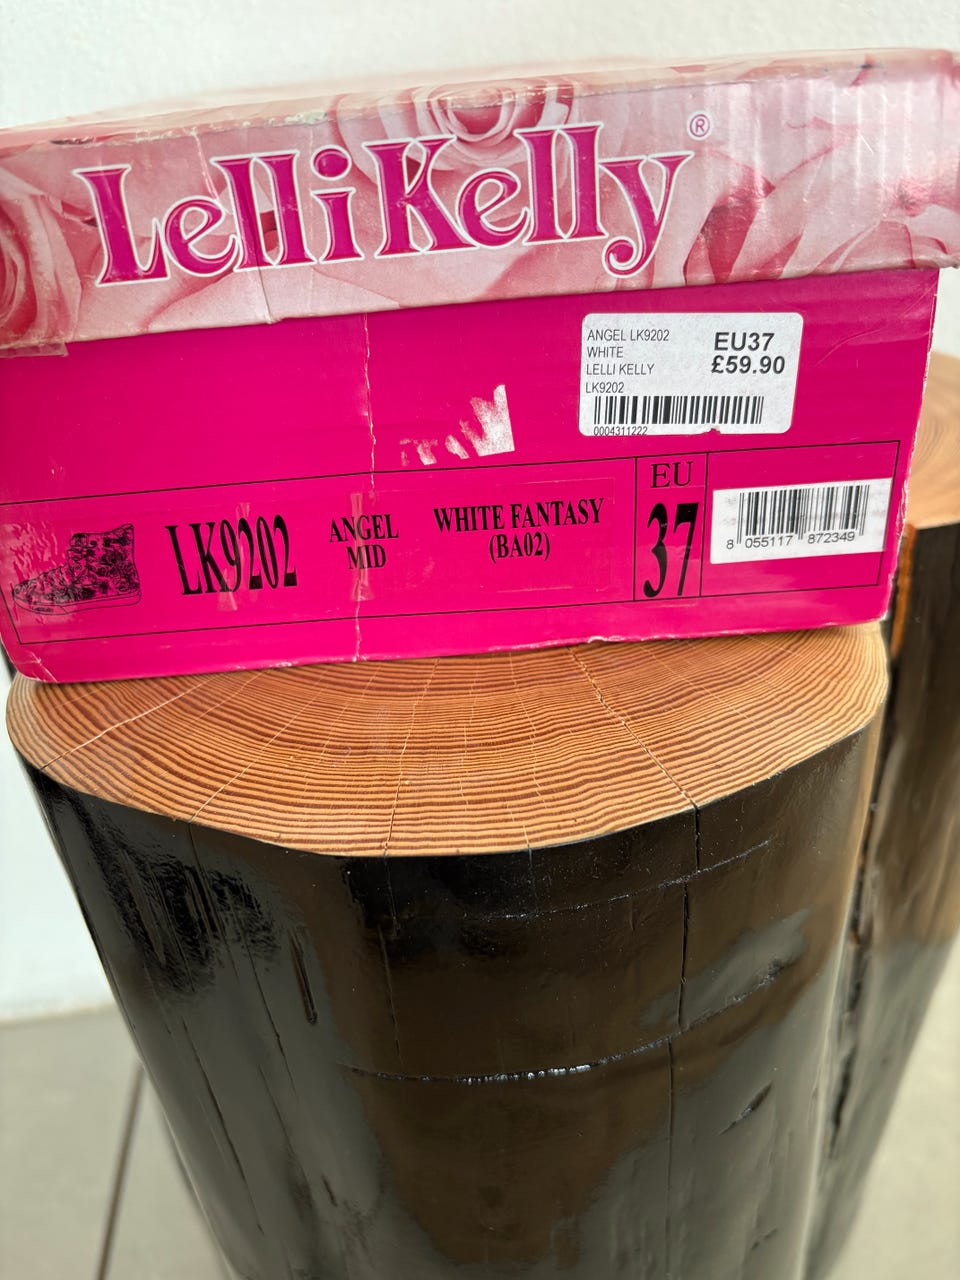 Lelli Kelly ®
ANGEL LK9202
WHITE
LELLI KELLY
LK9202
EU37
£59.90
0004311222
LK9202
ANGEL
MID
WHITE FANTASY
(BA02)
EU
37
8 055117 872349